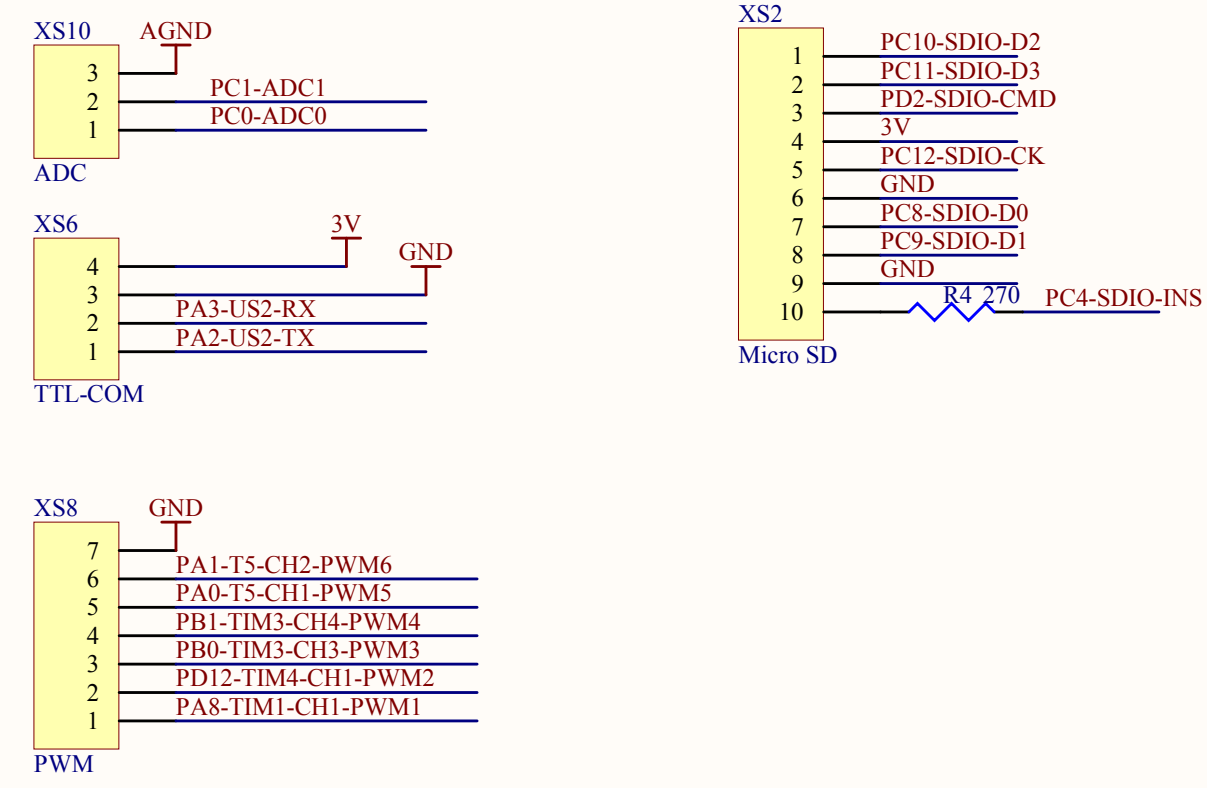 XS10
AGND
3
2 PC1-ADC1
1 PC0-ADC0
ADC
XS6
3V
GND
4
3
2 PA3-US2-RX
1 PA2-US2-TX
TTL-COM
XS8
GND
7
6 PA1-T5-CH2-PWM6
5 PA0-T5-CH1-PWM5
4 PB1-TIM3-CH4-PWM4
3 PB0-TIM3-CH3-PWM3
2 PD12-TIM4-CH1-PWM2
1 PA8-TIM1-CH1-PWM1
PWM
XS2
1 PC10-SDIO-D2
2 PC11-SDIO-D3
3 PD2-SDIO-CMD
4 3V
5 PC12-SDIO-CK
6 GND
7 PC8-SDIO-D0
8 PC9-SDIO-D1
9 GND
10 R4 270 PC4-SDIO-INS
Micro SD